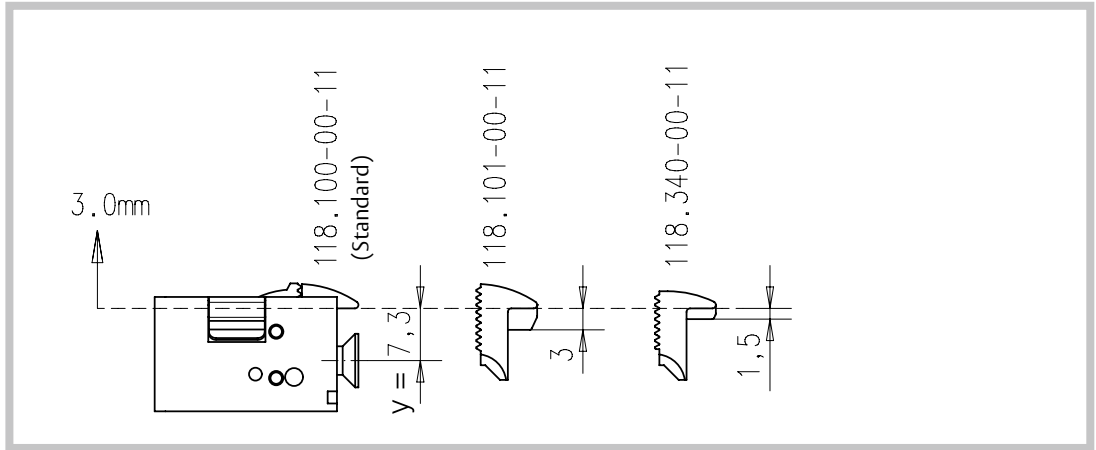 3.0mm
118.100-00-11
(Standard)
y = 7,3
118.101-00-11
3
118.340-00-11
1,5